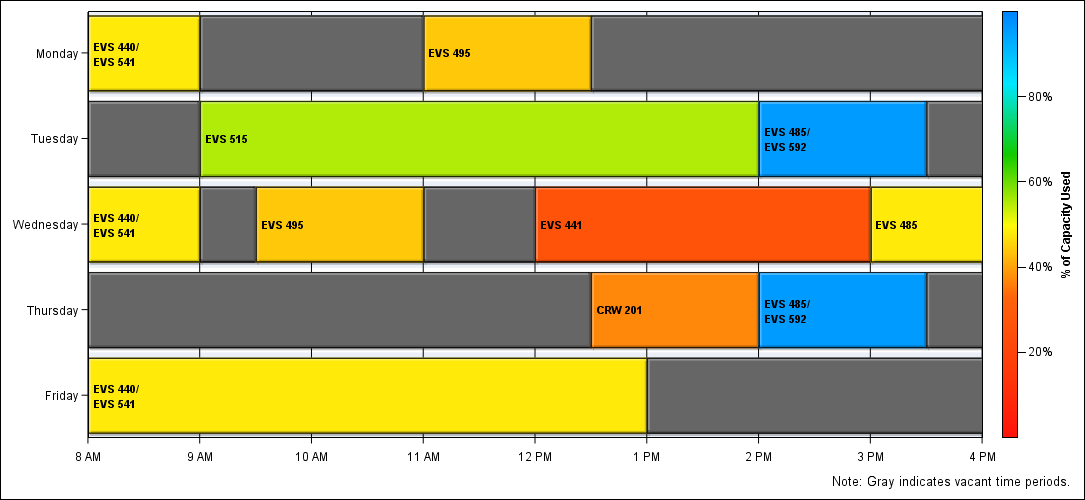 Monday
EVS 440/
EVS 541
EVS 495
Tuesday
EVS 515
EVS 485/
EVS 592
Wednesday
EVS 440/
EVS 541
EVS 495
EVS 441
EVS 485
Thursday
CRW 201
EVS 485/
EVS 592
Friday
EVS 440/
EVS 541
8 AM
9 AM
10 AM
11 AM
12 PM
1 PM
2 PM
3 PM
4 PM
80%
60%
40%
20%
% of Capacity Used
Note: Gray indicates vacant time periods.